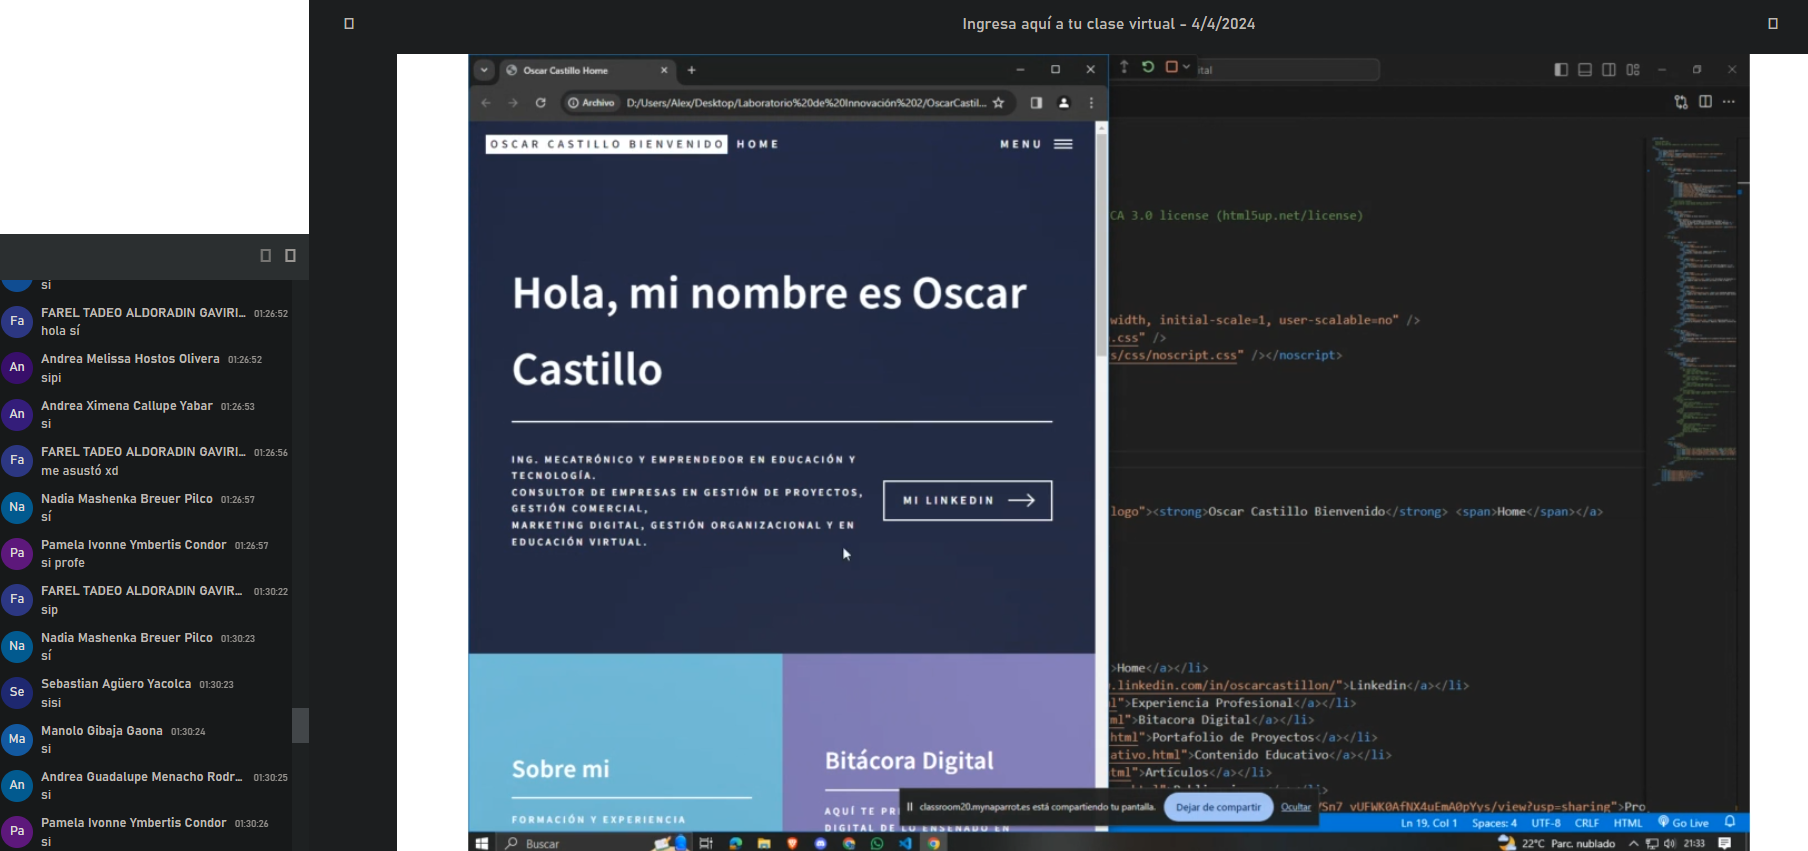 Ingresa aquí a tu clase virtual - 4/4/2024
si
Fa
FAREL TADEO ALDORADIN GAVIRI... 01:26:52
hola sí
An
Andrea Melissa Hostos Olivera 01:26:52
sipi
An
Andrea Ximena Callupe Yabar 01:26:53
si
Fa
FAREL TADEO ALDORADIN GAVIRI... 01:26:56
me asustó xd
Na
Nadia Mashenka Breuer Pilco 01:26:57
sí
Pa
Pamela Ivonne Ymbertis Condor 01:26:57
si profe
Fa
FAREL TADEO ALDORADIN GAVIR... 01:30:22
sip
Na
Nadia Mashenka Breuer Pilco 01:30:23
sí
Se
Sebastian Agüero Yacolca 01:30:23
sisi
Ma
Manolo Gibaja Gaona 01:30:24
si
An
Andrea Guadalupe Menacho Rodr... 01:30:25
si
Pa
Pamela Ivonne Ymbertis Condor 01:30:26
si
Oscar Castillo Home
Archivo D:/Users/Alex/Desktop/Laboratorio%20de%20Innovación%202/OscarCastil...
OSCAR CASTILLO BIENVENIDO HOME
MENU
Hola, mi nombre es Oscar
Castillo
ING. MECATRÓNICO Y EMPRENDEDOR EN EDUCACIÓN Y
TECNOLOGÍA.
CONSULTOR DE EMPRESAS EN GESTIÓN DE PROYECTOS,
GESTIÓN COMERCIAL,
MARKETING DIGITAL, GESTIÓN ORGANIZACIONAL Y EN
EDUCACIÓN VIRTUAL.
MI LINKEDIN
Sobre mi
FORMACIÓN Y EXPERIENCIA
Bitácora Digital
AQUÍ TE PR
DIGITAL DE LO ENSEÑADO EN
ital
CA 3.0 license (html5up.net/license)
width, initial-scale=1, user-scalable=no" />
.css" />
s/css/noscript.css" /></noscript>
logo"><strong>Oscar Castillo Bienvenido</strong> <span>Home</span></a>
>Home</a></li>
.linkedin.com/in/oscarcastillon/">Linkedin</a></li>
l">Experiencia Profesional</a></li>
ml">Bitacora Digital</a></li>
html">Portafolio de Proyectos</a></li>
ativo.html">Contenido Educativo</a></li>
tml">Artículos</a></li>
/Sn7_vUFWK0AfNX4uEmA0pYys/view?usp=sharing">Pro
classroom20.mynaparrot.es está compartiendo tu pantalla.
Dejar de compartir
Ocultar
Ln 19, Col 1 Spaces: 4 UTF-8 CRLF HTML Go Live
Buscar
22°C Parc. nublado
21:33